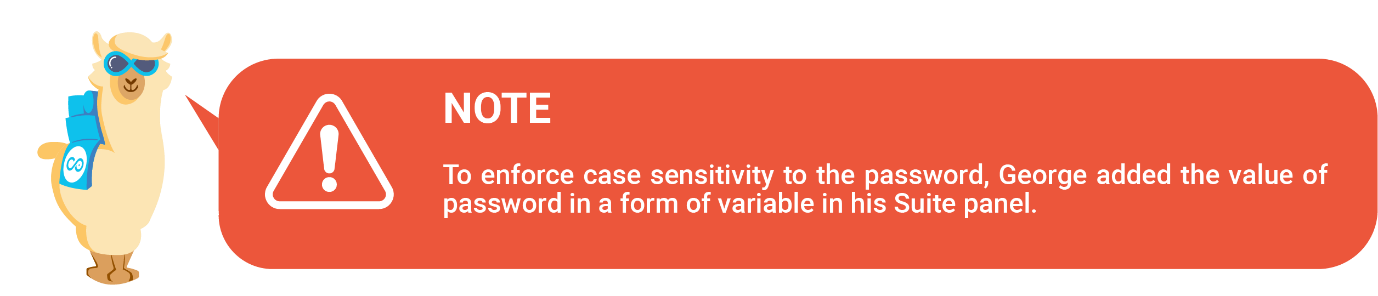 NOTE
To enforce case sensitivity to the password, George added the value of
password in a form of variable in his Suite panel.